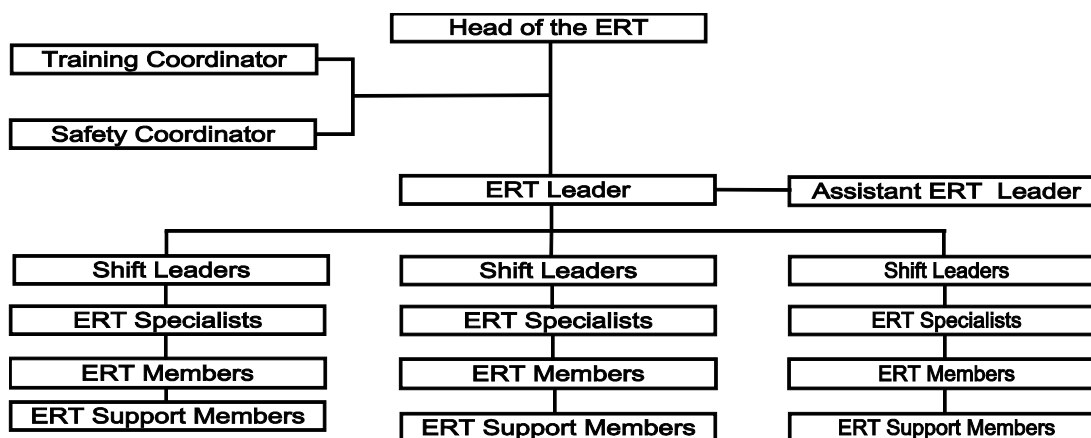 Head of the ERT
Training Coordinator
Safety Coordinator
ERT Leader
Assistant ERT Leader
Shift Leaders
Shift Leaders
Shift Leaders
ERT Specialists
ERT Specialists
ERT Specialists
ERT Members
ERT Members
ERT Members
ERT Support Members
ERT Support Members
ERT Support Members